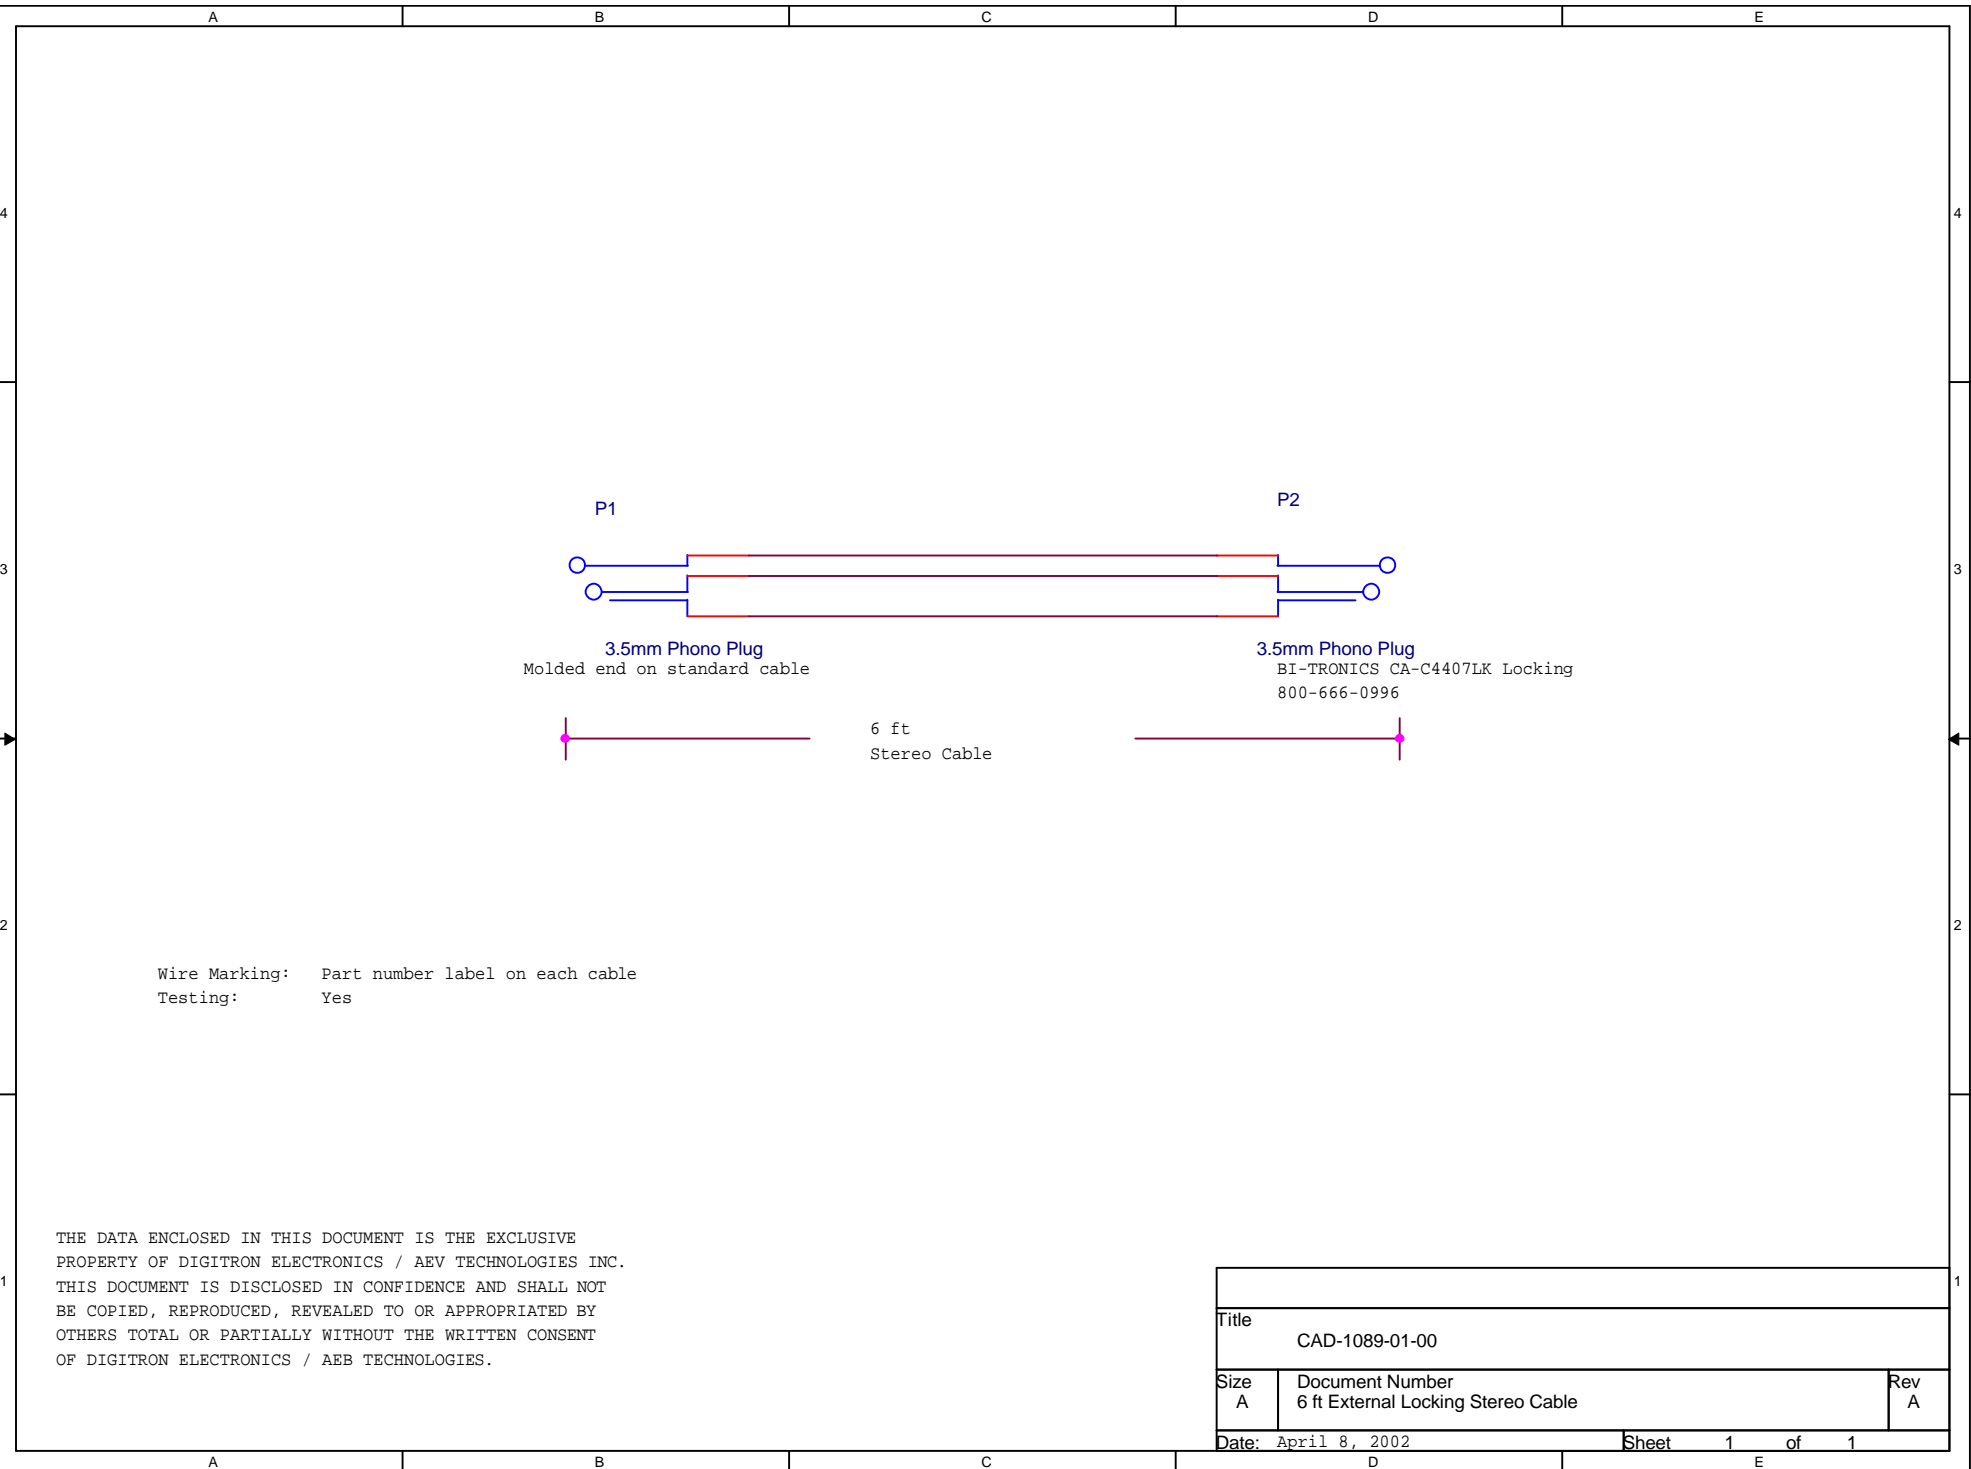 A B C D E
4 4
P1 P2
3 3
3.5mm Phono Plug 3.5mm Phono Plug
Molded end on standard cable BI-TRONICS CA-C4407LK Locking
800-666-0996
6 ft
Stereo Cable
2 2
Wire Marking: Part number label on each cable
Testing: Yes
THE DATA ENCLOSED IN THIS DOCUMENT IS THE EXCLUSIVE
PROPERTY OF DIGITRON ELECTRONICS / AEV TECHNOLOGIES INC.
THIS DOCUMENT IS DISCLOSED IN CONFIDENCE AND SHALL NOT
BE COPIED, REPRODUCED, REVEALED TO OR APPROPRIATED BY
OTHERS TOTAL OR PARTIALLY WITHOUT THE WRITTEN CONSENT
OF DIGITRON ELECTRONICS / AEB TECHNOLOGIES.
1 1
Title
CAD-1089-01-00
Size Document Number Rev
A 6 ft External Locking Stereo Cable A
Date: April 8, 2002 Sheet 1 of 1
A B C D E